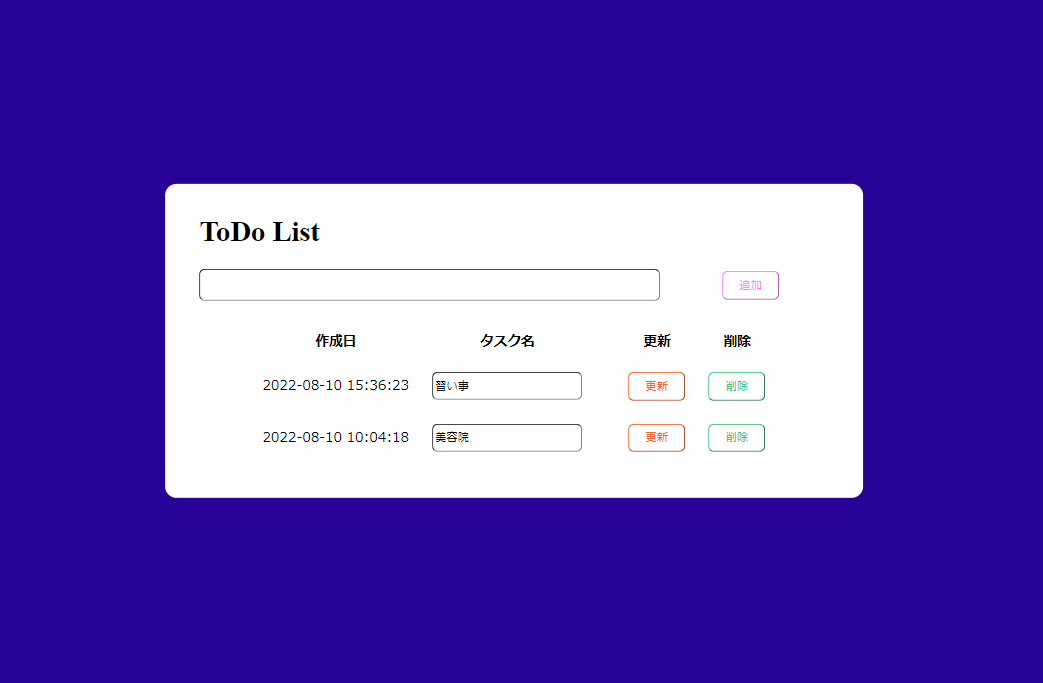 ToDo List
追加
作成日 タスク名 更新 削除
2022-08-10 15:36:23 習い事 更新 削除
2022-08-10 10:04:18 美容院 更新 削除